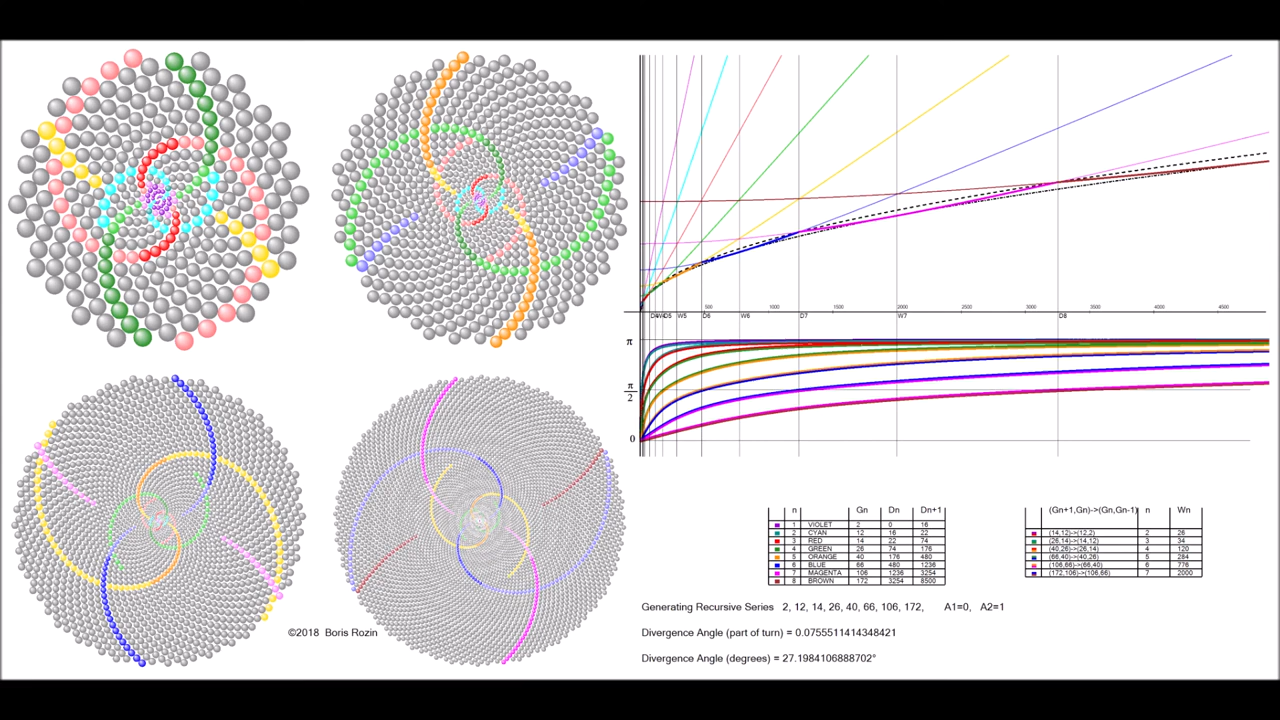 500 1000 1500 2000 2500 3000 3500 4000 4500
W5 D6 W6 D7 W7 D8
π
π
2
0
n Gn Dn Dn+1
1 VIOLET 2 0 16
2 CYAN 12 16 22
3 RED 14 22 74
4 GREEN 26 74 176
5 ORANGE 40 176 480
6 BLUE 66 480 1236
7 MAGENTA 106 1236 3254
8 BROWN 172 3254 8500
(Gn+1,Gn)->(Gn,Gn-1) n Wn
(14,12)->(12,2) 2 26
(26,14)->(14,12) 3 34
(40,26)->(26,14) 4 120
(66,40)->(40,26) 5 284
(106,66)->(66,40) 6 776
(172,106)->(106,66) 7 2000
Generating Recursive Series 2, 12, 14, 26, 40, 66, 106, 172, A1=0, A2=1
©2018 Boris Rozin
Divergence Angle (part of turn) = 0.0755511414348421
Divergence Angle (degrees) = 27.1984106888702°